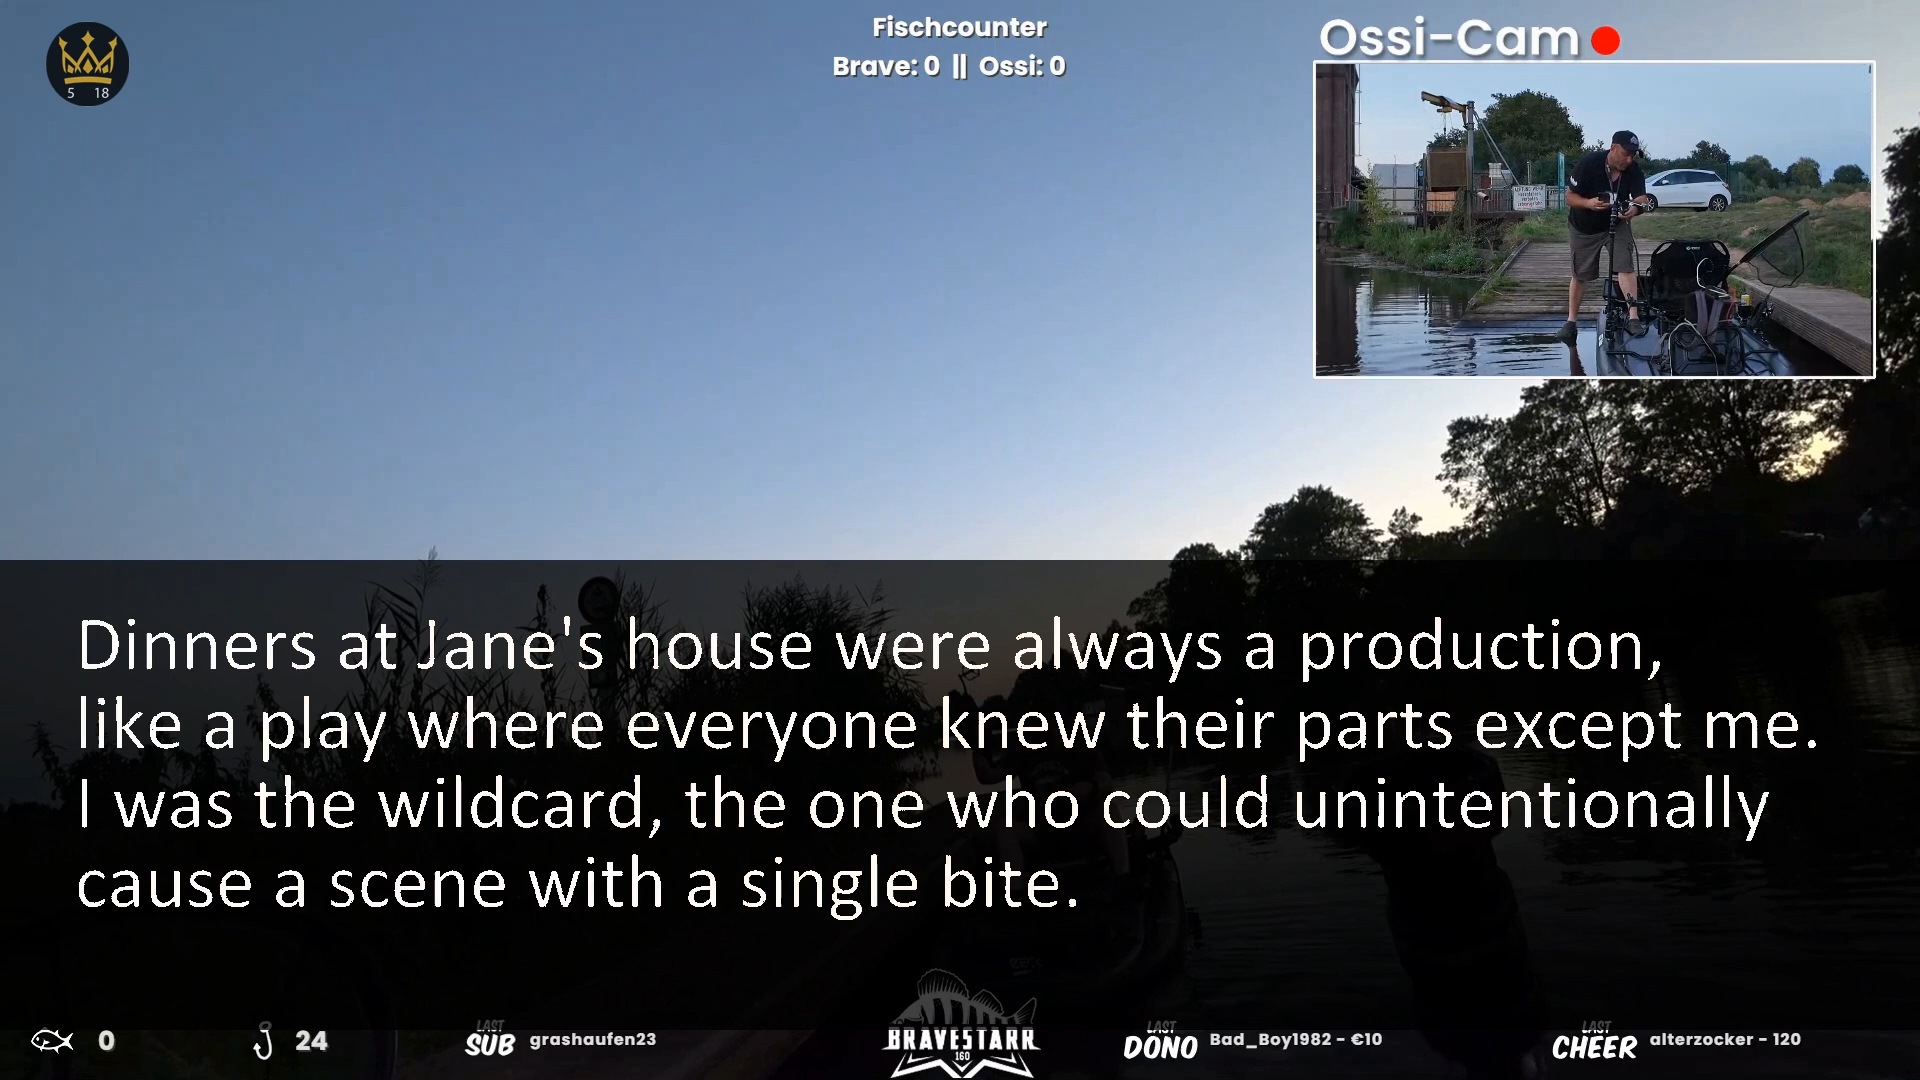 Fischcounter
Brave: 0 || Ossi: 0
Ossi-Cam
5 18
Dinners at Jane's house were always a production,
like a play where everyone knew their parts except me.
I was the wildcard, the one who could unintentionally
cause a scene with a single bite.
0
24
LAST
SUB
grashaufen23
BRAVESTARR
160
LAST
DONO
Bad_Boy1982 - €10
LAST
CHEER
alterzocker - 120